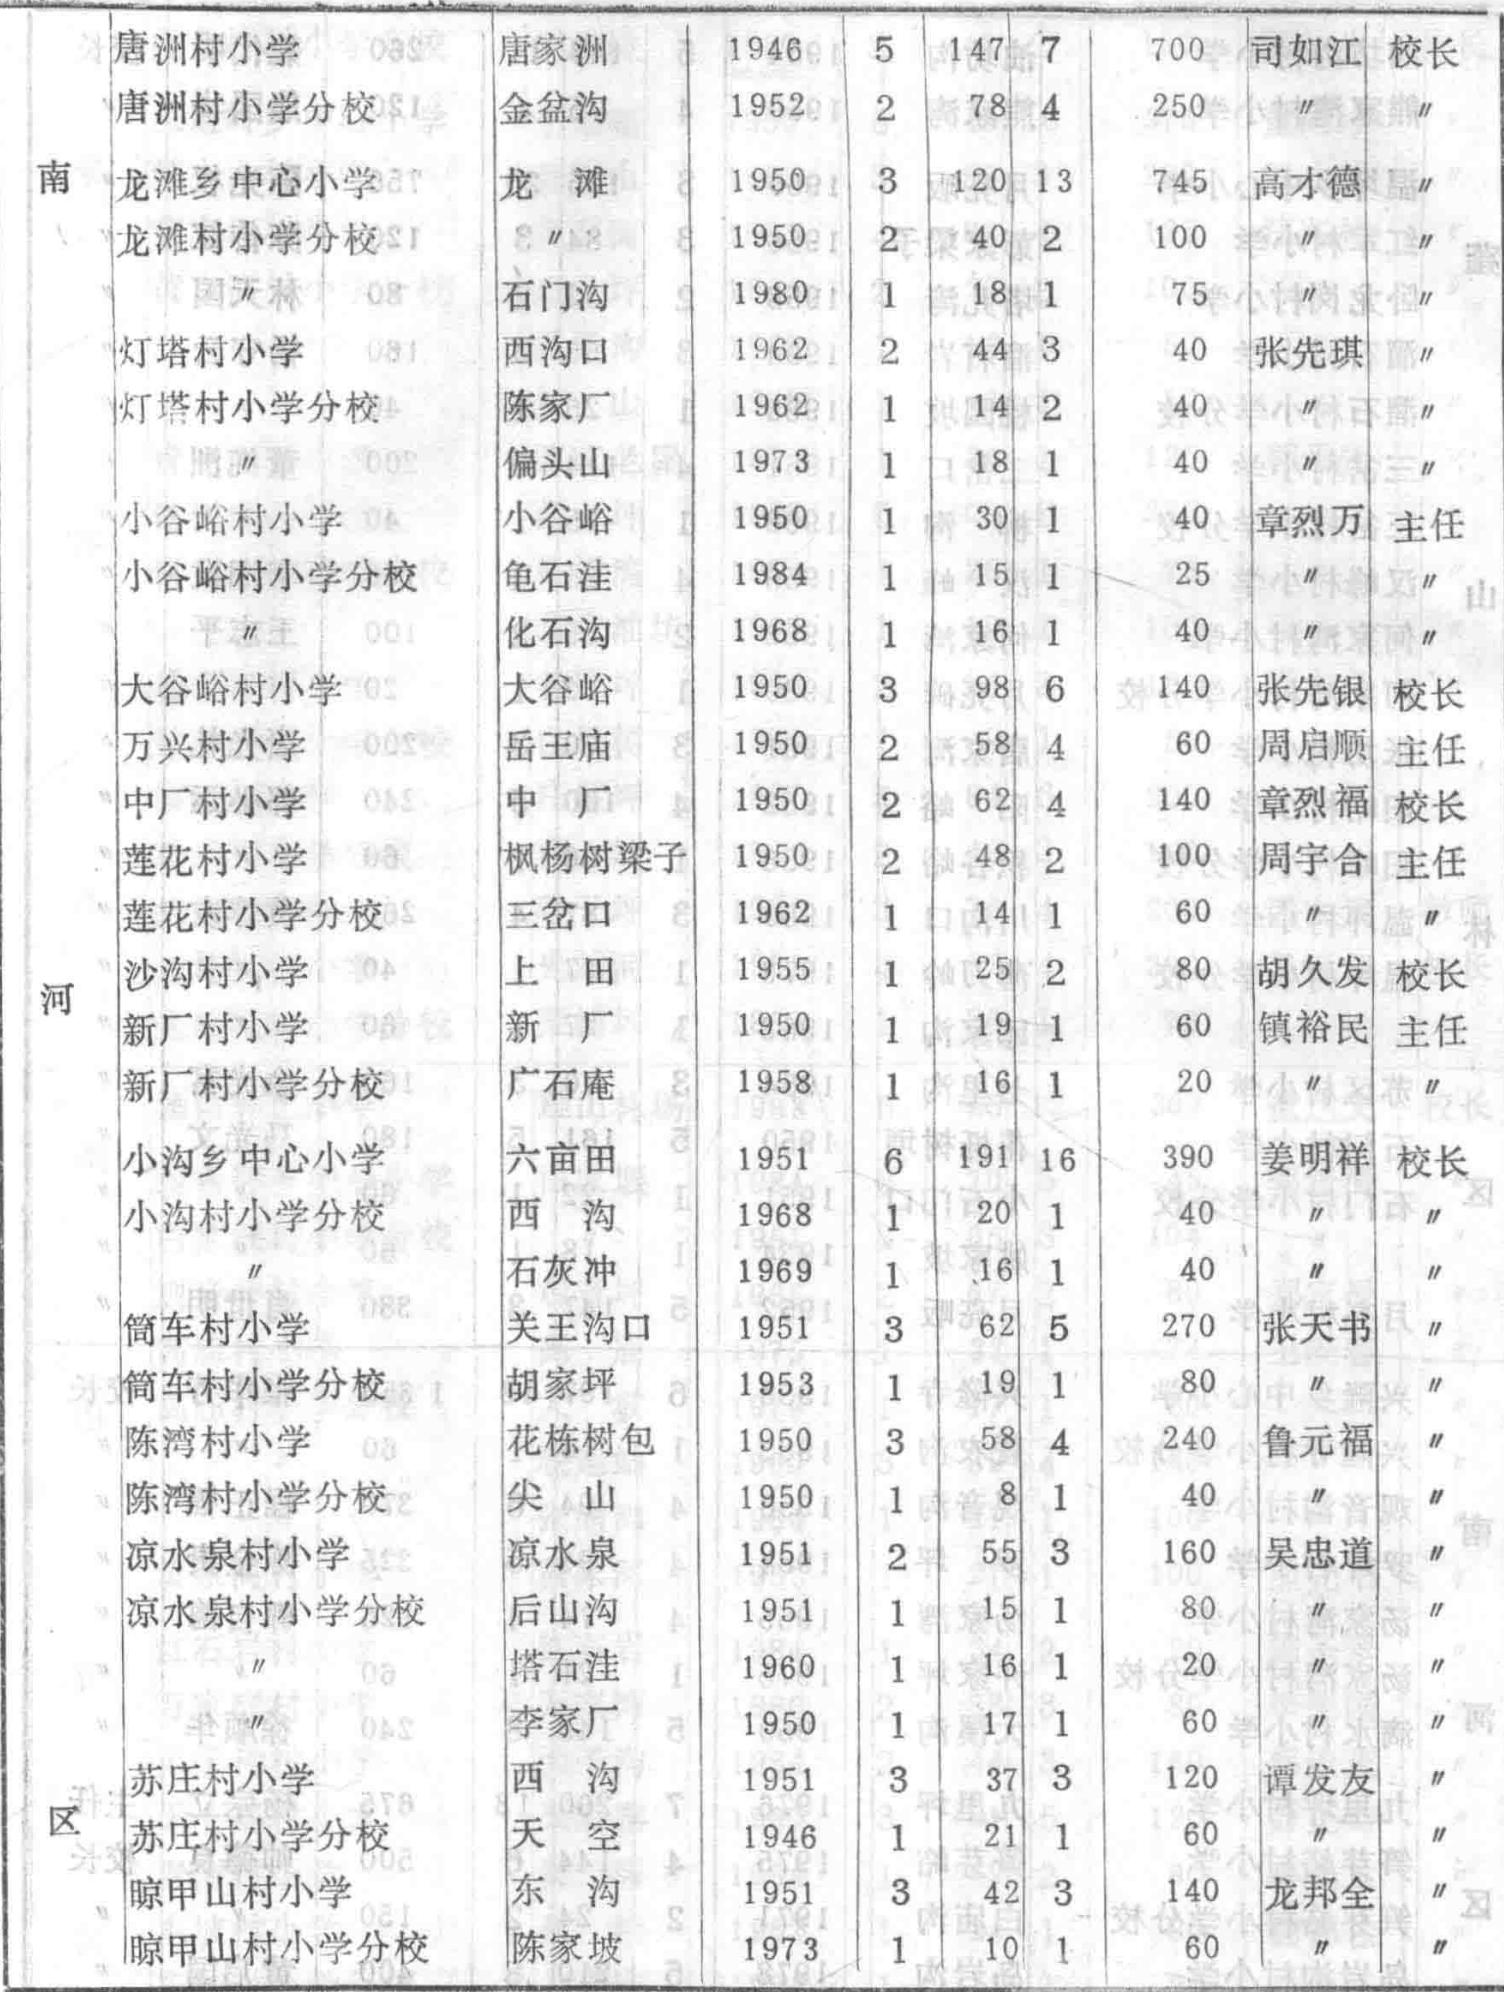 唐洲村小学 唐家洲 1946 5 147 7 700 司如江 校长
唐洲村小学分校 金盆沟 1952 2 78 4 250 〃 〃
南 龙滩乡中心小学 龙 滩 1950 3 120 13 745 高才德 〃
龙滩村小学分校 〃 1950 2 40 2 100 〃 〃
〃 石门沟 1980 1 18 1 75 〃 〃
灯塔村小学 西沟口 1962 2 44 3 40 张先琪 〃
灯塔村小学分校 陈家厂 1962 1 14 2 40 〃 〃
〃 偏头山 1973 1 18 1 40 〃 〃
小谷峪村小学 小谷峪 1950 1 30 1 40 章烈万 主任
小谷峪村小学分校 龟石洼 1984 1 15 1 25 〃 〃
〃 化石沟 1968 1 16 1 40 〃 〃
大谷峪村小学 大谷峪 1950 3 98 6 140 张先银 校长
万兴村小学 岳王庙 1950 2 58 4 60 周启顺 主任
中厂村小学 中 厂 1950 2 62 4 140 章烈福 校长
莲花村小学 枫杨树梁子 1950 2 48 2 100 周宇合 主任
莲花村小学分校 三岔口 1962 1 14 1 60 〃 〃
河 沙沟村小学 上 田 1955 1 25 2 80 胡久发 校长
新厂村小学 新 厂 1950 1 19 1 60 镇裕民 主任
新厂村小学分校 广石庵 1958 1 16 1 20 〃 〃
小沟乡中心小学 六亩田 1951 6 191 16 390 姜明祥 校长
小沟村小学分校 西 沟 1968 1 20 1 40 〃 〃
〃 石灰冲 1969 1 16 1 40 〃 〃
筒车村小学 关王沟口 1951 3 62 5 270 张天书 〃
筒车村小学分校 胡家坪 1953 1 19 1 80 〃 〃
陈湾村小学 花栎树包 1950 3 58 4 240 鲁元福 〃
陈湾村小学分校 尖 山 1950 1 8 1 40 〃 〃
凉水泉村小学 凉水泉 1951 2 55 3 160 吴忠道 〃
凉水泉村小学分校 后山沟 1951 1 15 1 80 〃 〃
〃 塔石洼 1960 1 16 1 20 〃 〃
〃 李家厂 1950 1 17 1 60 〃 〃
苏庄村小学 西 沟 1951 3 37 3 120 谭发友 〃
区 苏庄村小学分校 天 空 1946 1 21 1 60 〃 〃
晾甲山村小学 东 沟 1951 3 42 3 140 龙邦全 〃
晾甲山村小学分校 陈家坡 1973 1 10 1 60 〃 〃